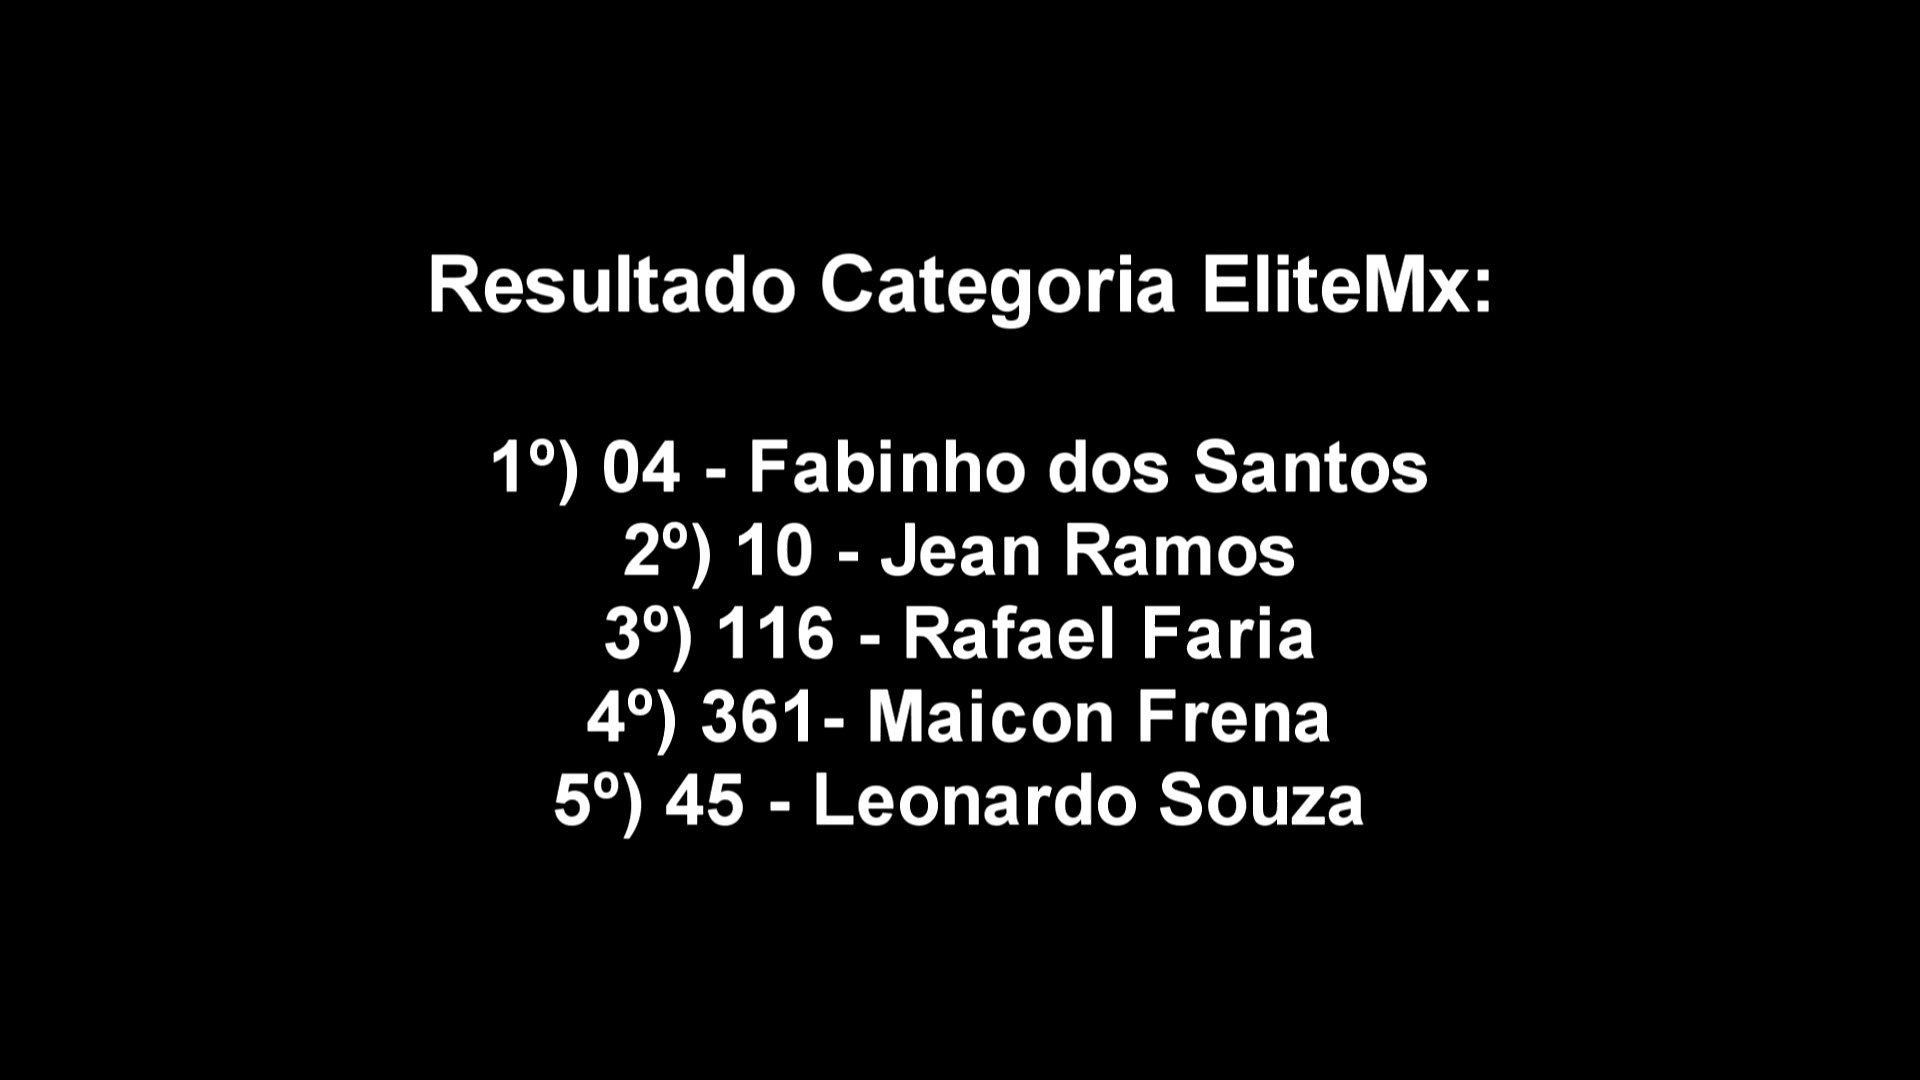 Resultado Categoria EliteMx:
1º) 04 - Fabinho dos Santos
2º) 10 - Jean Ramos
3º) 116 - Rafael Faria
4º) 361- Maicon Frena
5º) 45 - Leonardo Souza